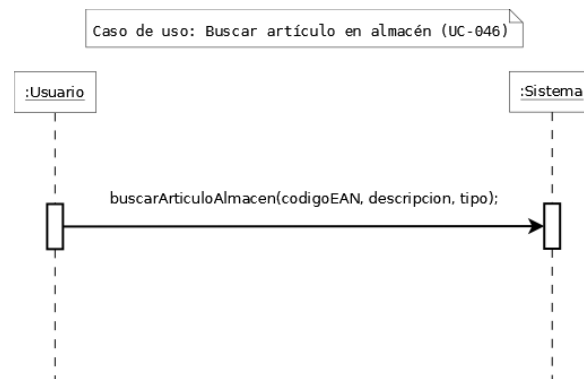 Caso de uso: Buscar artículo en almacén (UC-046)
:Usuario
:Sistema
buscarArticuloAlmacen(codigoEAN, descripcion, tipo);